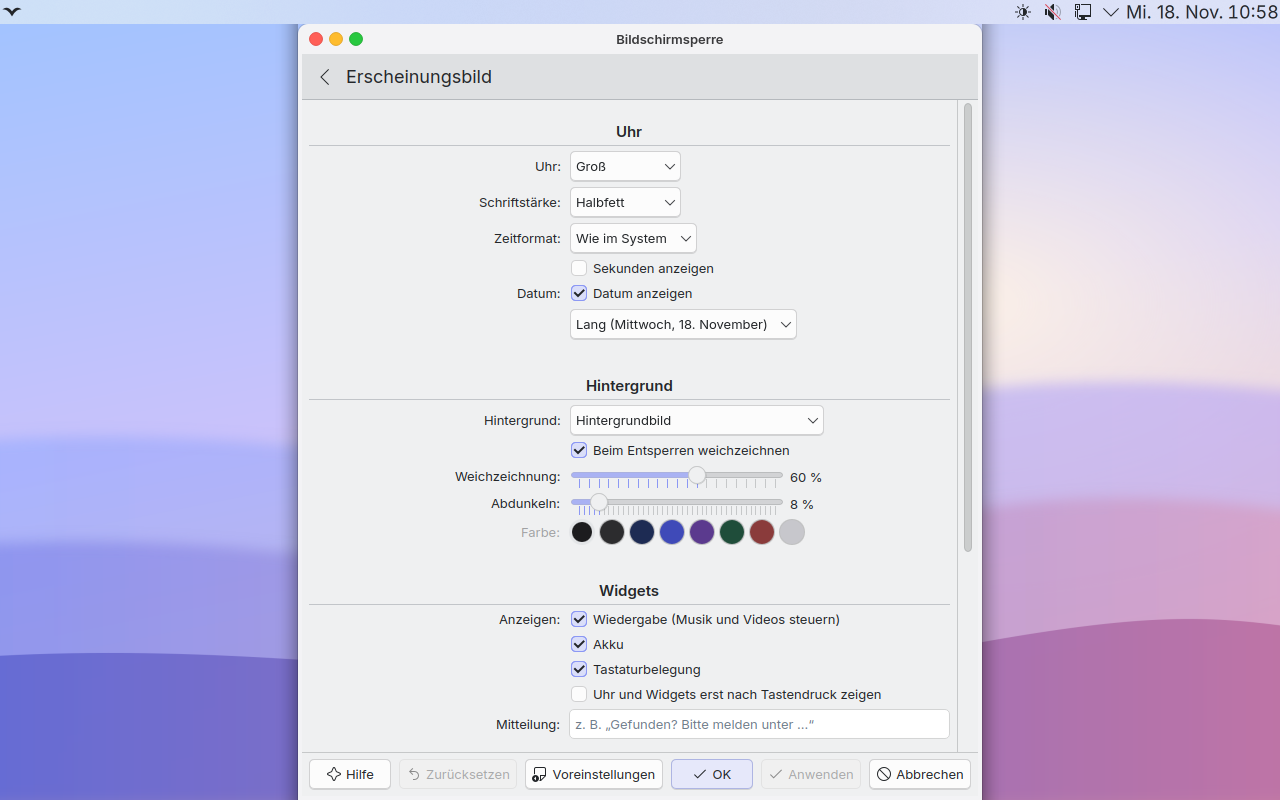 Mi. 18. Nov. 10:58
Bildschirmsperre
Erscheinungsbild
Uhr
Uhr: Groß
Schriftstärke: Halbfett
Zeitformat: Wie im System
Sekunden anzeigen
Datum: Datum anzeigen
Lang (Mittwoch, 18. November)
Hintergrund
Hintergrund: Hintergrundbild
Beim Entsperren weichzeichnen
Weichzeichnung: 60 %
Abdunkeln: 8 %
Farbe:
Widgets
Anzeigen: Wiedergabe (Musik und Videos steuern)
Akku
Tastaturbelegung
Uhr und Widgets erst nach Tastendruck zeigen
Mitteilung: z. B. „Gefunden? Bitte melden unter ...“
Hilfe Zurücksetzen Voreinstellungen OK Anwenden Abbrechen